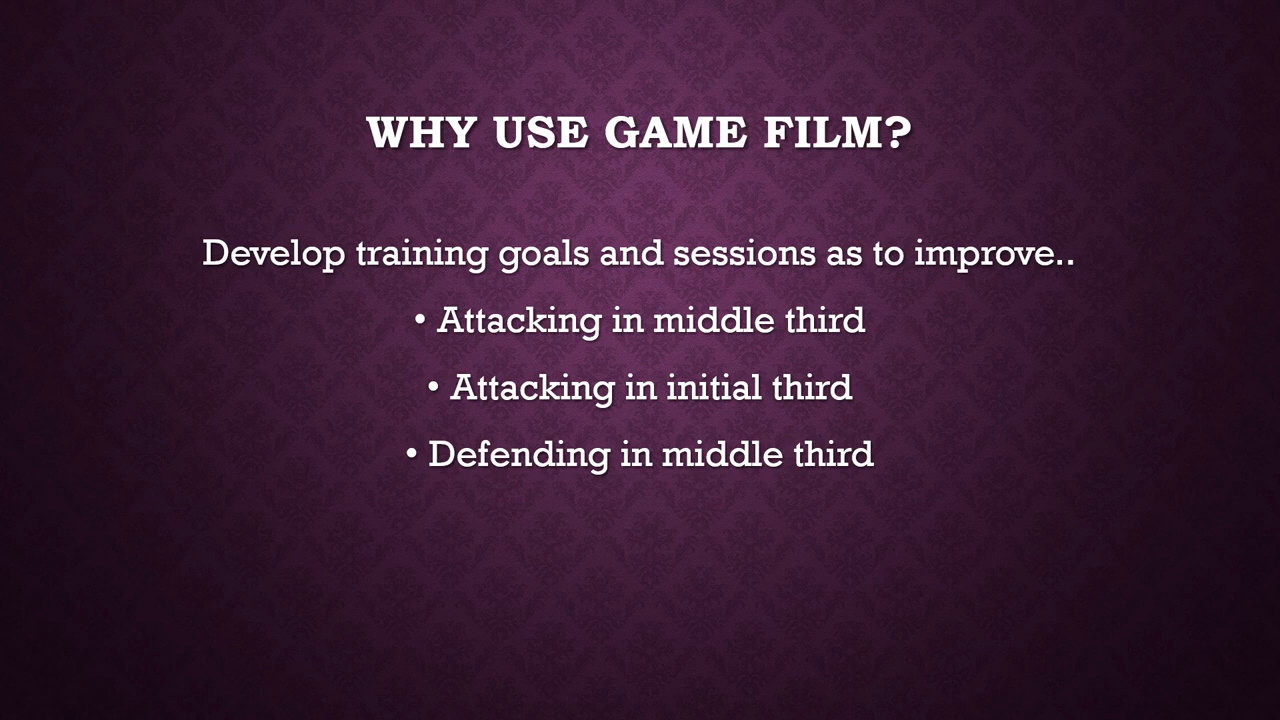 WHY USE GAME FILM?
Develop training goals and sessions as to improve..
• Attacking in middle third
• Attacking in initial third
• Defending in middle third